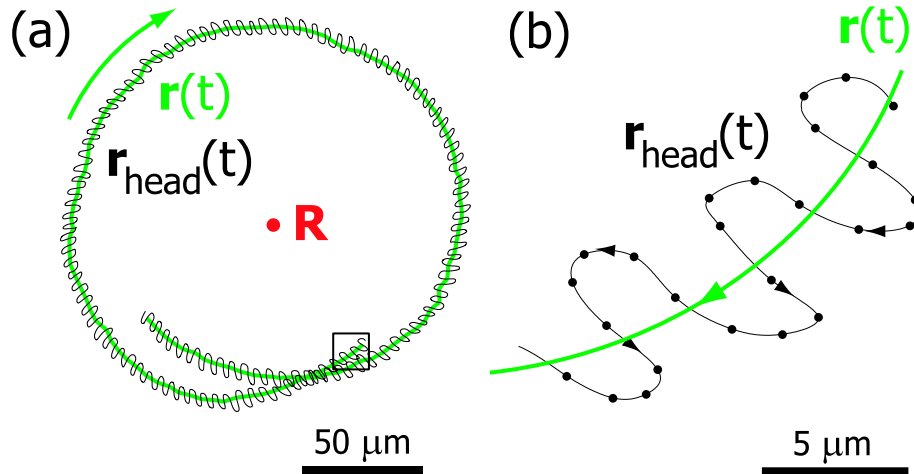 (a)
r(t)
r_head(t)
• R
50 μm
(b)
r(t)
r_head(t)
5 μm